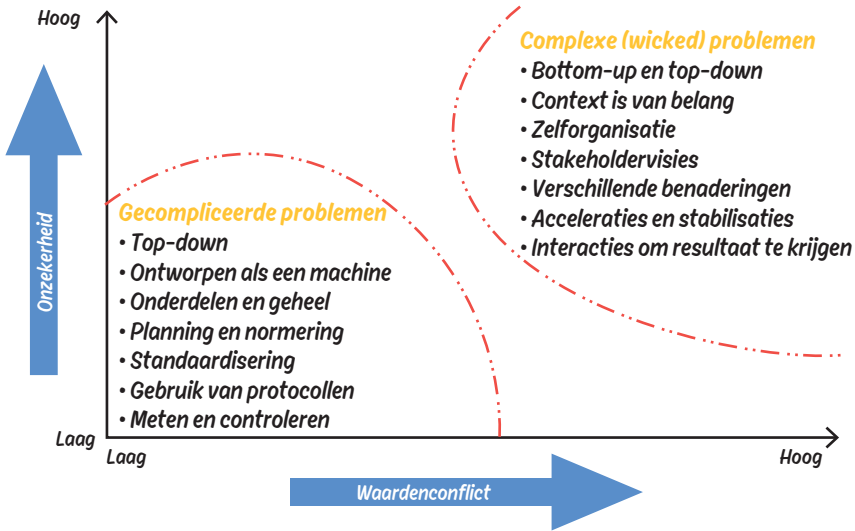 Hoog
Complexe (wicked) problemen
• Bottom-up en top-down
• Context is van belang
• Zelforganisatie
• Stakeholdervisies
• Verschillende benaderingen
• Acceleraties en stabilisaties
• Interacties om resultaat te krijgen
Onzekerheid
Gecompliceerde problemen
• Top-down
• Ontworpen als een machine
• Onderdelen en geheel
• Planning en normering
• Standaardisering
• Gebruik van protocollen
• Meten en controleren
Laag
Laag
Hoog
Waardenconflict